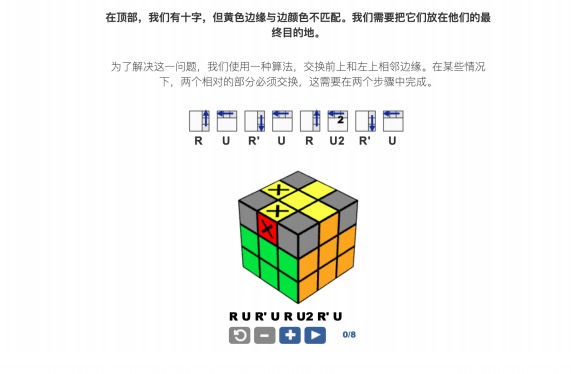 在顶部，我们有十字，但黄色边缘与边颜色不匹配。我们需要把它们放在他们的最
终目的地。
为了解决这一问题，我们使用一种算法，交换前上和左上相邻边缘。在某些情况
下，两个相对的部分必须交换，这需要在两个步骤中完成。
2
R U R' U R U2 R' U
R U R' U R U2 R' U
0/8